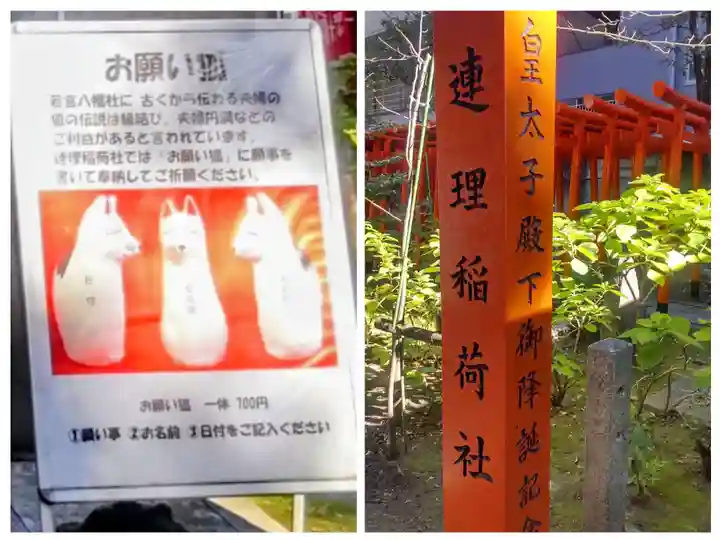 お願い狐
若宮八幡社に 古くから伝わる夫婦の
狐の伝説は縁結び、夫婦円満などの
ご利益があると言われています。
連理稲荷社では「お願い狐」に願事を
書いて奉納してご祈願ください。
お願い狐 一体 700円
①願い事 ②お名前 ③日付をご記入ください
連理稲荷社
皇太子殿下御降誕記念